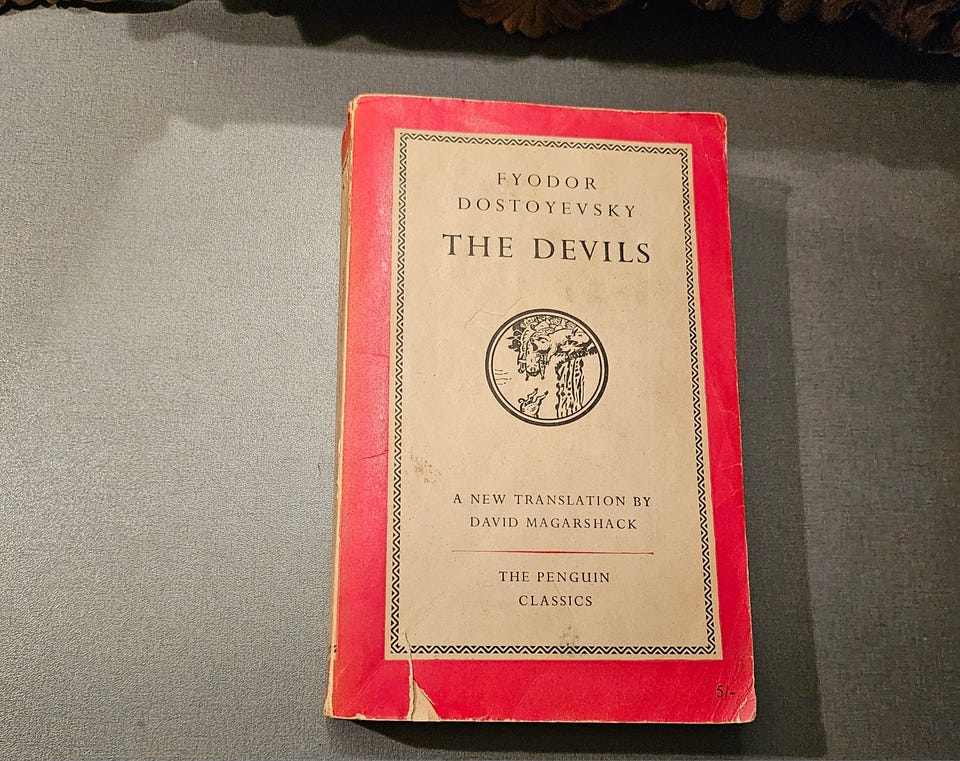 FYODOR
DOSTOYEVSKY
THE DEVILS
A NEW TRANSLATION BY
DAVID MAGARSHACK
THE PENGUIN
CLASSICS
5/-